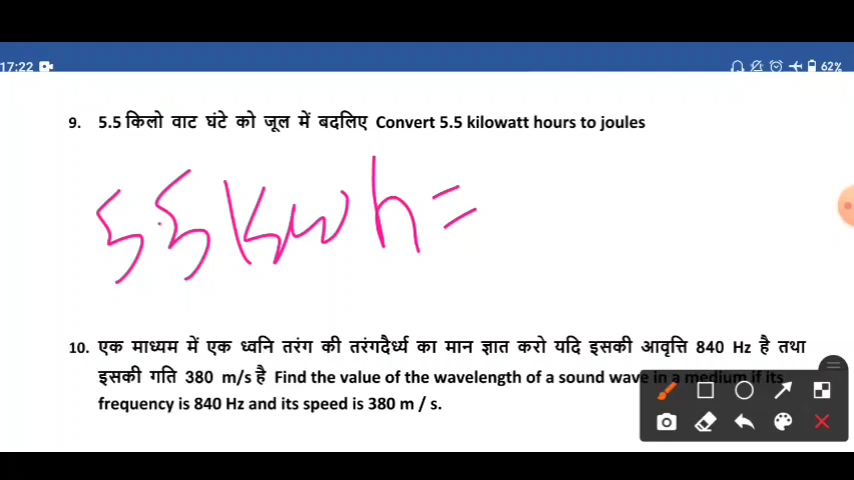 17:22 62%
9. 5.5 किलो वाट घंटे को जूल में बदलिए Convert 5.5 kilowatt hours to joules
5.5 Kwh =
10. एक माध्यम में एक ध्वनि तरंग की तरंगदैर्ध्य का मान ज्ञात करो यदि इसकी आवृत्ति 840 Hz है तथा
इसकी गति 380 m/s है Find the value of the wavelength of a sound wave in a medium if its
frequency is 840 Hz and its speed is 380 m / s.